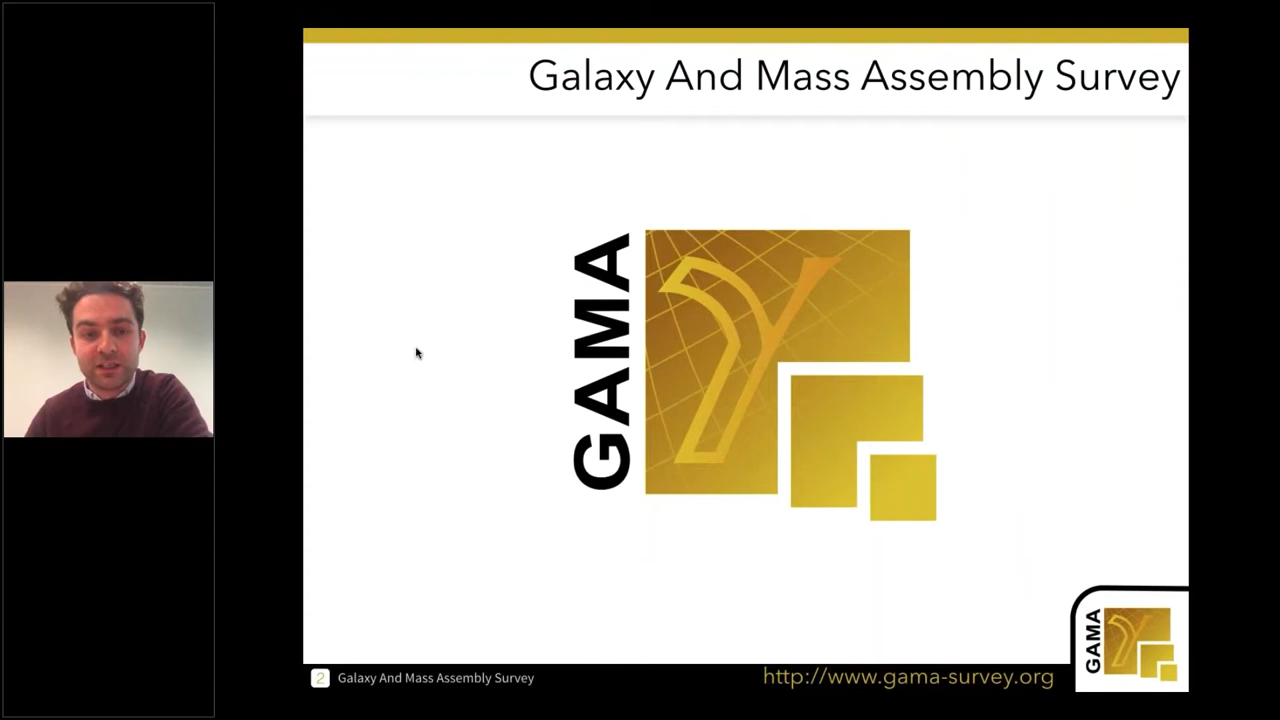 Galaxy And Mass Assembly Survey
GAMA
γ
2 Galaxy And Mass Assembly Survey
http://www.gama-survey.org
GAMA
γ